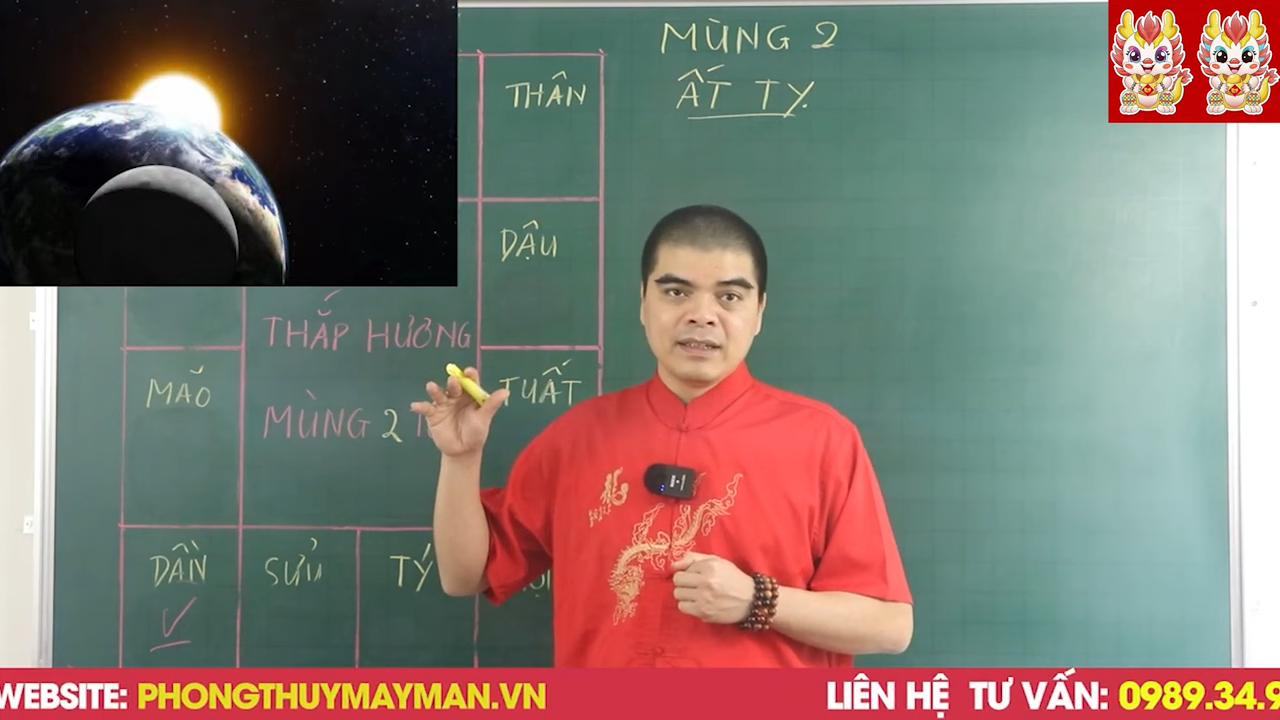 MÙNG 2
ẤT TỴ
THÂN
DẬU
THẮP HƯƠNG
MÃO
TUẤT
MÙNG 2
DẦN
SỬU
TÝ
WEBSITE: PHONGTHUYMAYMAN.VN
LIÊN HỆ TƯ VẤN: 0989.34.9